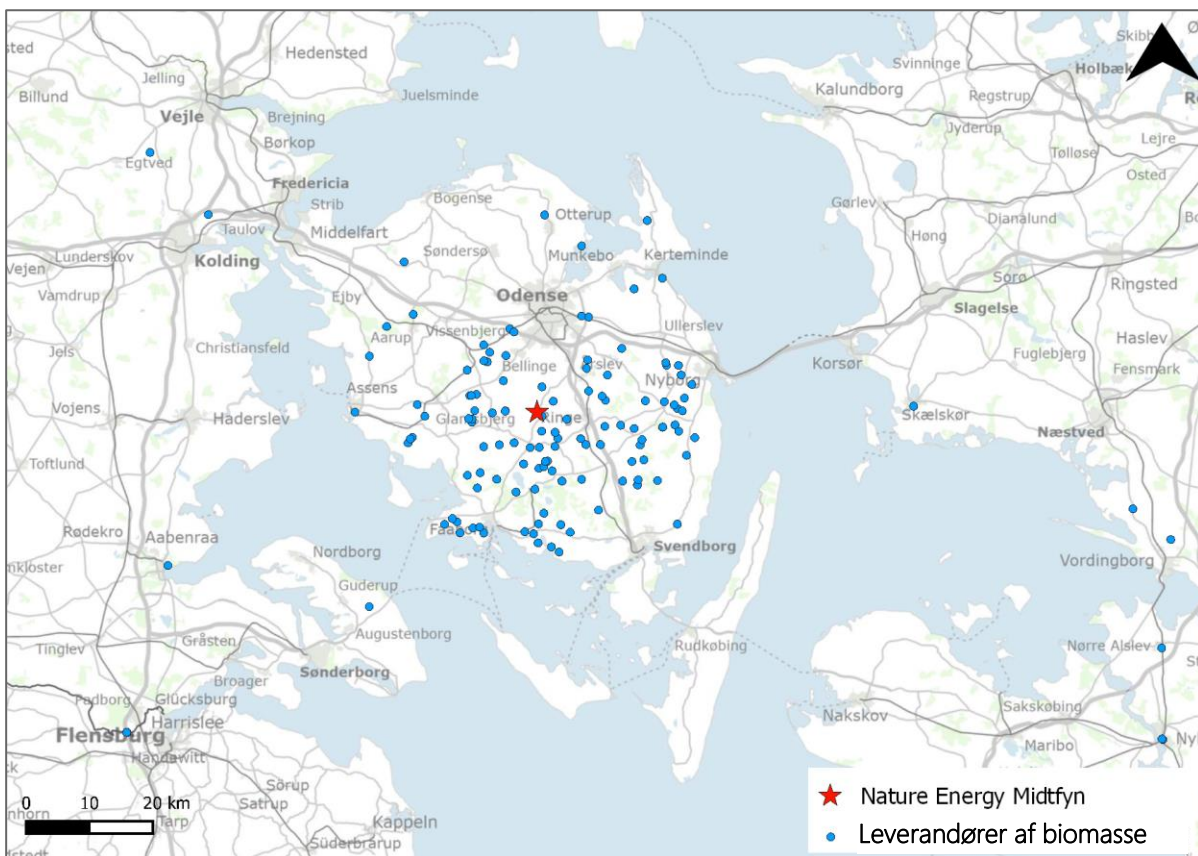 Hedensted
Skibb
Svinninge
Holbæk
Jelling
Billund
Juelsminde
Kalundborg
Regstrup
Vejle
Brejning
Jyderup
Lejre
Børkop
Tølløse
Egtved
Osted
Fredericia
Bogense
Strib
Gørlev
Otterup
Dianalund
Taulov
Middelfart
Høng
Lunderskov
Søndersø
Munkebo
Kerteminde
Vejen
Kolding
Sorø
Ringsted
Vamdrup
Ejby
Odense
Slagelse
Aarup
Vissenbjerg
Ullerslev
Haslev
Jels
Christiansfeld
Korsør
Fuglebjerg
Bellinge
Fensmark
Assens
Nyborg
Vojens
Haderslev
Glamsbjerg
Ringe
Skælskør
Næstved
Toftlund
Rødekro
Aabenraa
Faaborg
Svendborg
Nordborg
Vordingborg
Guderup
Tinglev
Gråsten
Augustenborg
Rudkøbing
Nørre Alslev
Broager
Sønderborg
Padborg
Glücksburg
Sakskøbing
Flensburg
Harrislee
Nakskov
Maribo
Handewitt
Sörup
Satrup
Tarp
Kappeln
Süderbrarup
0 10 20 km
Nature Energy Midtfyn
Leverandører af biomasse